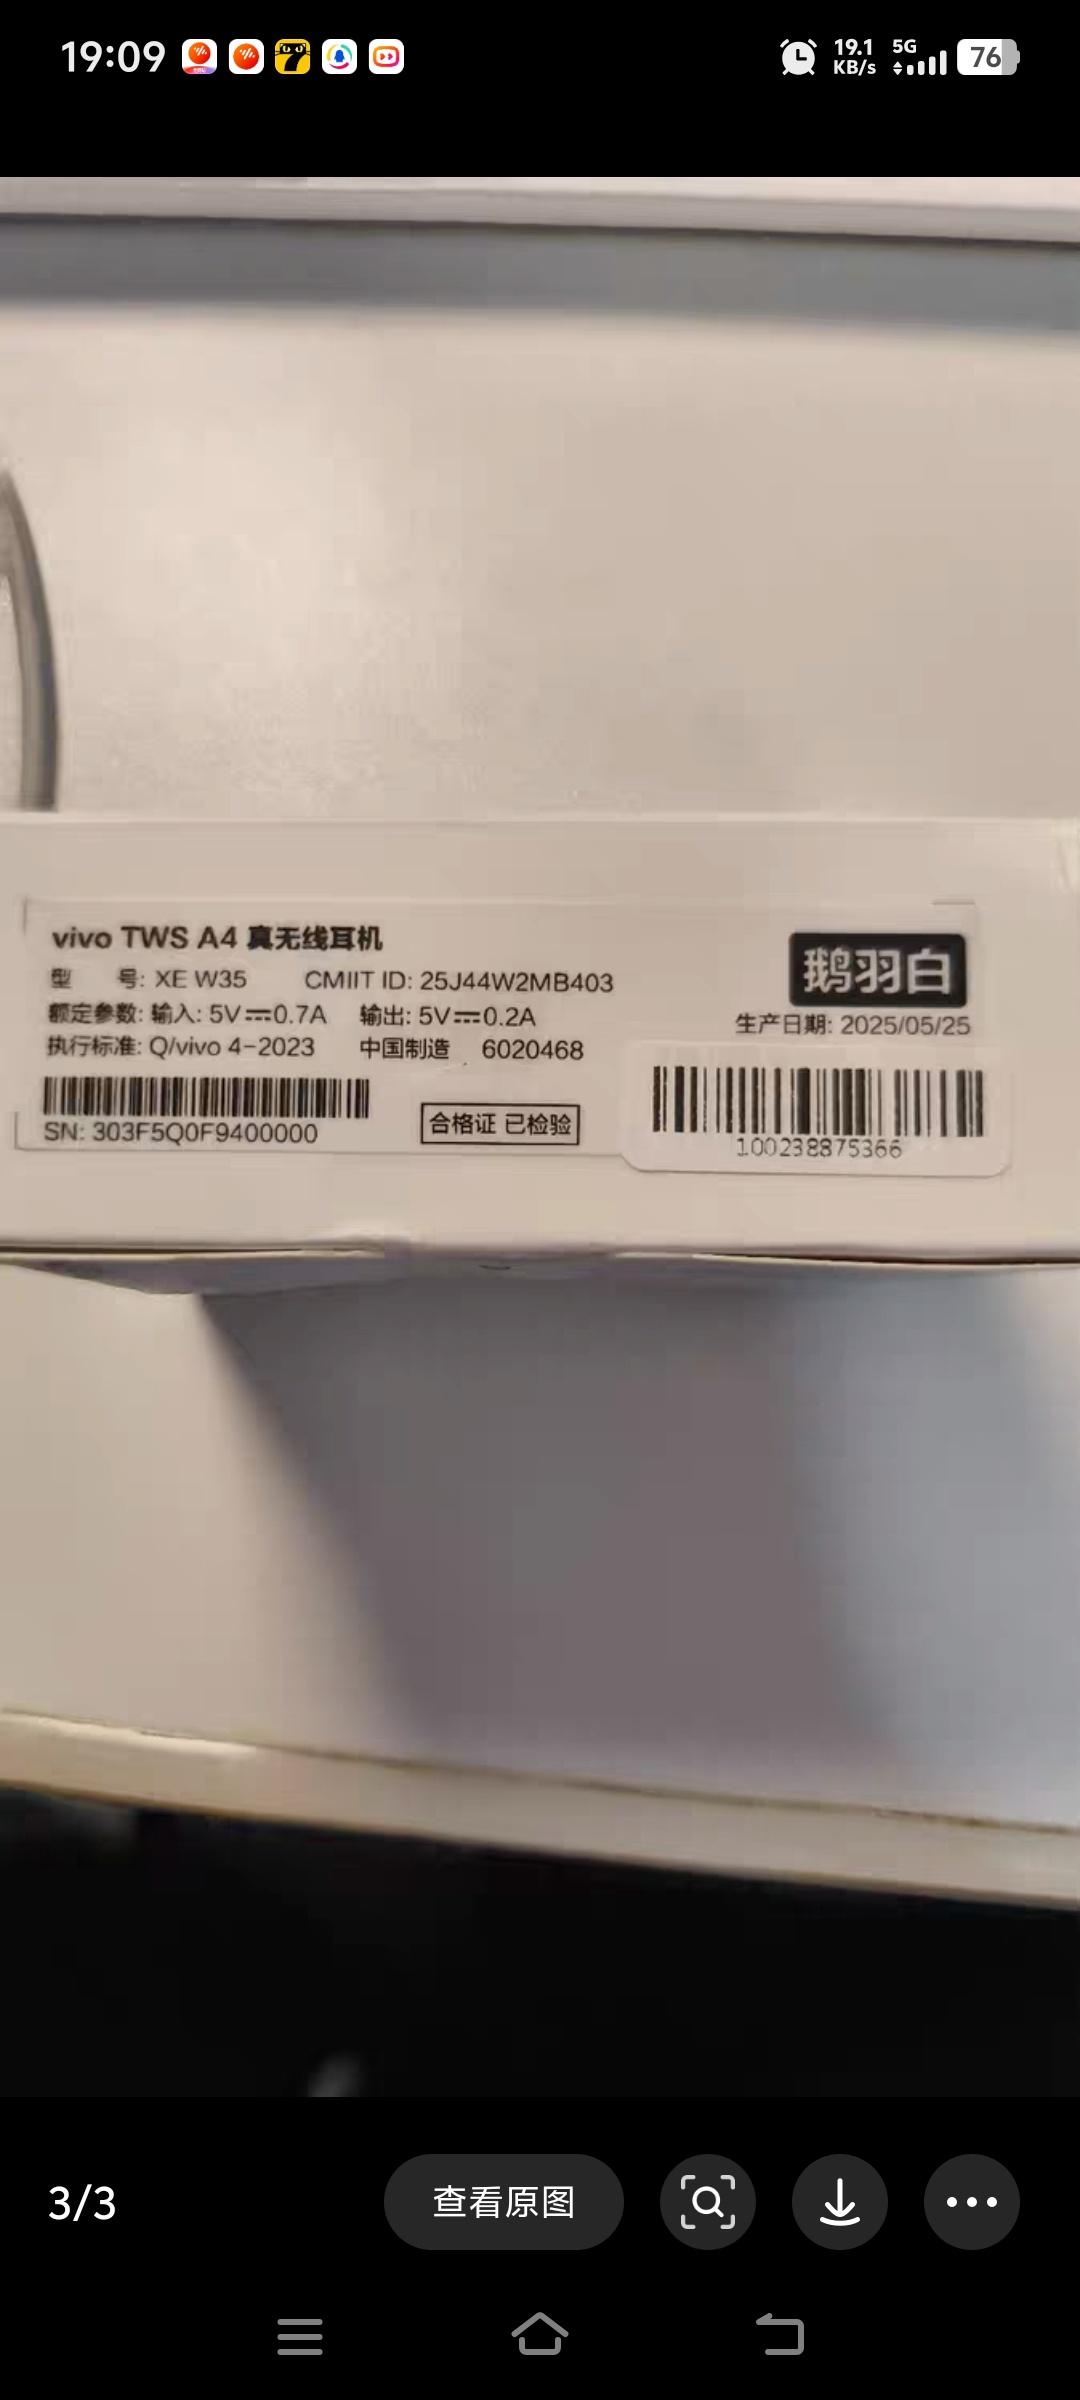 19:09
19.1 KB/s 5G 76
vivo TWS A4 真无线耳机
型 号: XE W35 CMIIT ID: 25J44W2MB403
额定参数: 输入: 5V⎓0.7A 输出: 5V⎓0.2A
执行标准: Q/vivo 4-2023 中国制造 6020468
SN: 303F5Q0F9400000
合格证 已检验
鹅羽白
生产日期: 2025/05/25
100238875366
3/3
查看原图